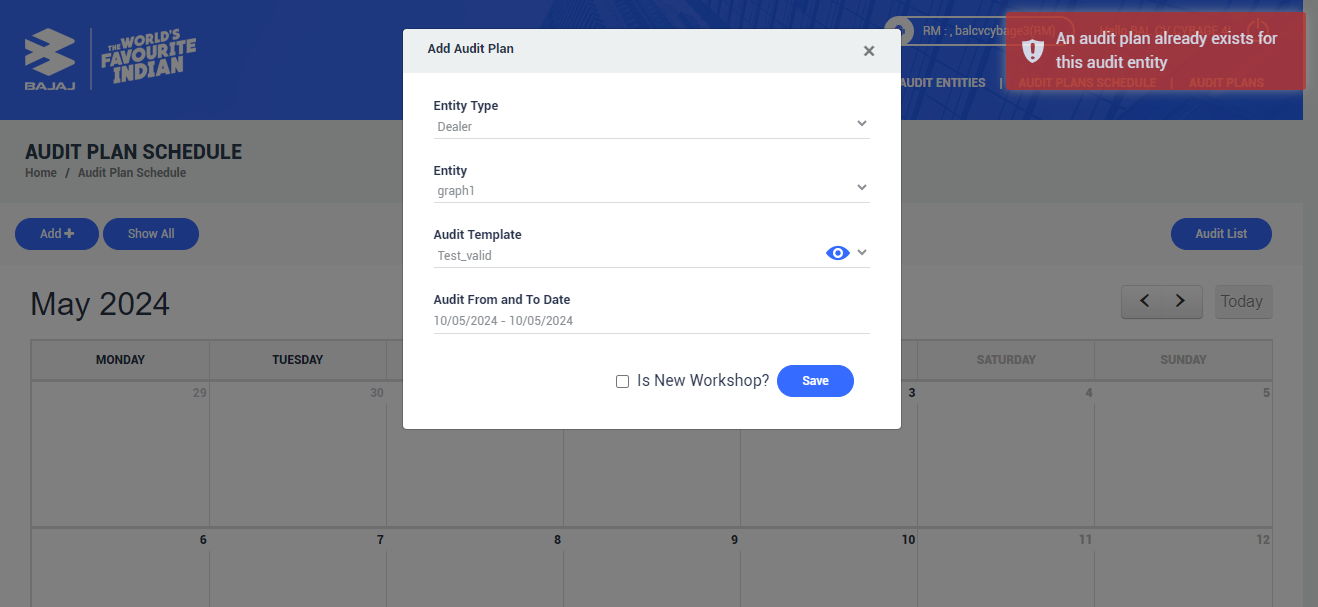 BAJAJ
THE WORLD'S
FAVOURITE
INDIAN
RM : , balcvcybage3(RM)
An audit plan already exists for
this audit entity
AUDIT ENTITIES | AUDIT PLANS SCHEDULE | AUDIT PLANS
AUDIT PLAN SCHEDULE
Home / Audit Plan Schedule
Add
Show All
Audit List
Add Audit Plan
×
Entity Type
Dealer
Entity
graph1
Audit Template
Test_valid
Audit From and To Date
10/05/2024 - 10/05/2024
Is New Workshop?
Save
May 2024
Today
MONDAY TUESDAY SATURDAY SUNDAY
29 30 3 4 5
6 7 8 9 10 11 12